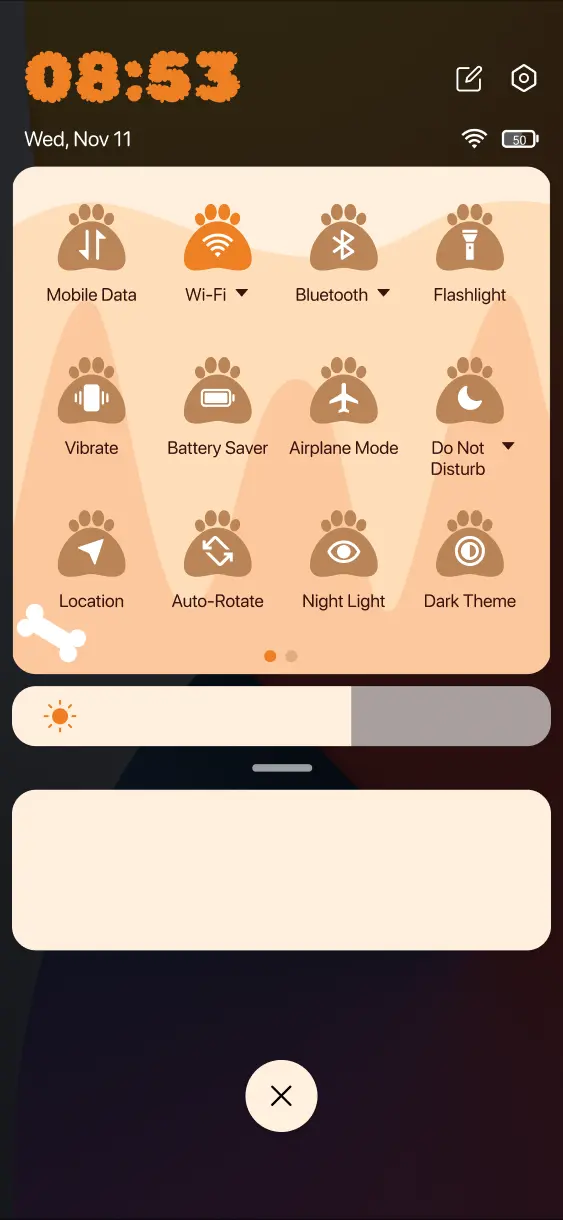 08:53
Wed, Nov 11
50
Mobile Data
Wi-Fi
Bluetooth
Flashlight
Vibrate
Battery Saver
Airplane Mode
Do Not
Disturb
Location
Auto-Rotate
Night Light
Dark Theme